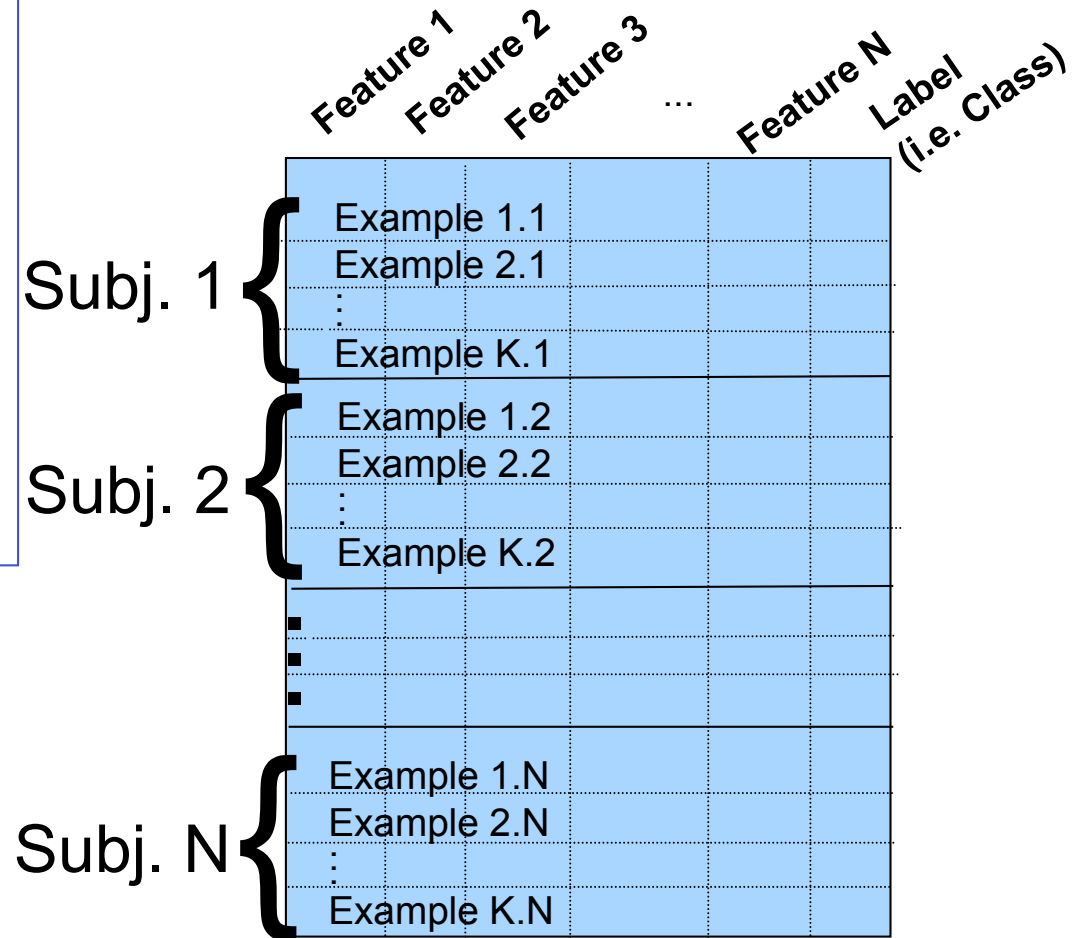 Feature 1
Feature 2
Feature 3
...
Feature N
Label
(i.e. Class)
Subj. 1
Example 1.1
Example 2.1
⋮
Example K.1
Subj. 2
Example 1.2
Example 2.2
⋮
Example K.2
Subj. N
Example 1.N
Example 2.N
⋮
Example K.N